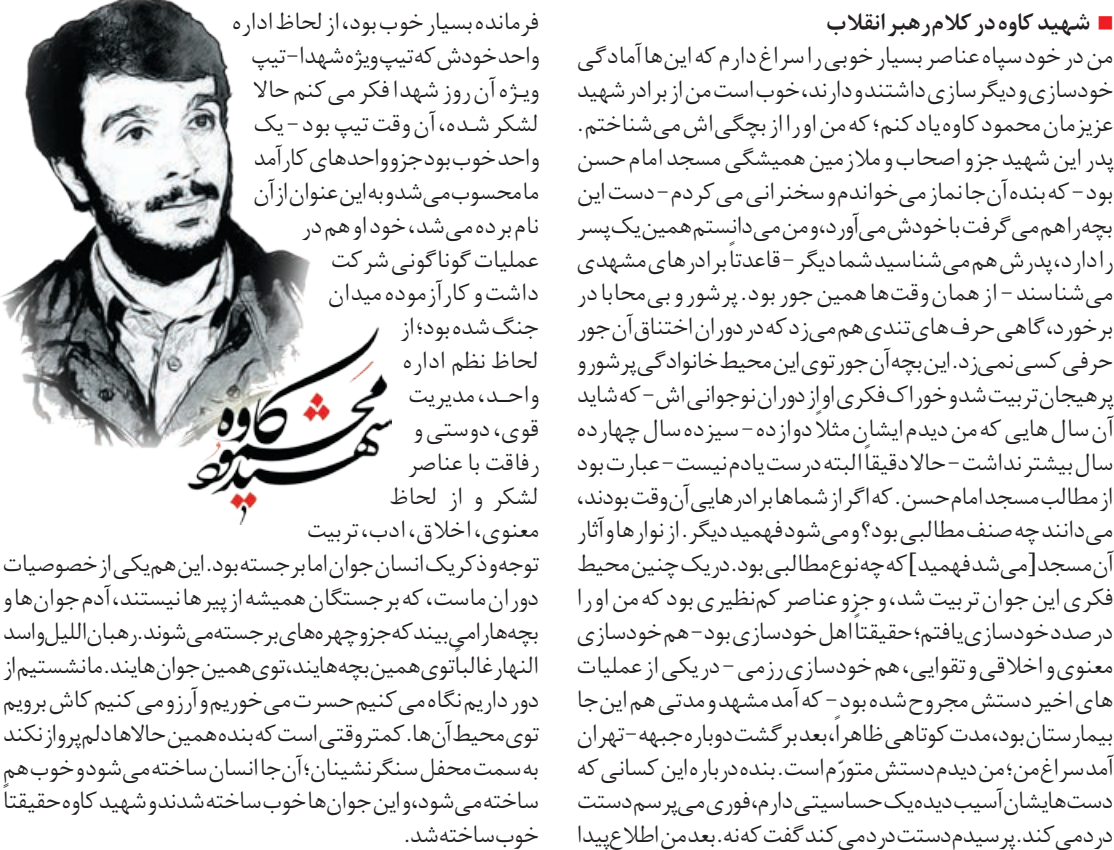 شهید کاوه در کلام رهبر انقلاب
من در خود سپاه عناصر بسیار خوبی را سراغ دارم که این ها آمادگی
خودسازی و دیگر سازی داشتند و دارند، خوب است من از برادر شهید
عزیزمان محمود کاوه یاد کنم؛ که من او را از بچگی اش می شناختم.
پدر این شهید جزو اصحاب و ملازمین همیشگی مسجد امام حسن
بود - که بنده آن جا نماز می خواندم و سخنرانی می کردم - دست این
بچه را هم می گرفت با خودش می آورد، و من می دانستم همین یک پسر
را دارد، پدرش هم می شناسید شما دیگر - قاعدتاً برادرهای مشهدی
می شناسند - از همان وقت ها همین جور بود. پرشور و بی محابا در
برخورد، گاهی حرف های تندی هم می زد که در دوران اختناق آن جور
حرفی کسی نمی زد. این بچه آن جور توی این محیط خانوادگی پرشور و
پرهیجان تربیت شد و خوراک فکری او از دوران نوجوانی اش - که شاید
آن سال هایی که من دیدم ایشان مثلاً دوازده - سیزده سال چهارده
سال بیشتر نداشت - حالا دقیقاً البته درست یادم نیست - عبارت بود
از مطالب مسجد امام حسن. که اگر از شماها برادرهایی آن وقت بودند،
می دانند چه صنف مطالبی بود؟ و می شود فهمید دیگر. از نوارها و آثار
آن مسجد [می شد فهمید] که چه نوع مطالبی بود. در یک چنین محیط
فکری این جوان تربیت شد، و جزو عناصر کم نظیری بود که من او را
در صدد خودسازی یافتم؛ حقیقتاً اهل خودسازی بود - هم خودسازی
معنوی و اخلاقی و تقوایی، هم خودسازی رزمی - در یکی از عملیات
های اخیر دستش مجروح شده بود - که آمد مشهد و مدتی هم این جا
بیمارستان بود، مدت کوتاهی ظاهراً، بعد برگشت دوباره جبهه - تهران
آمد سراغ من؛ من دیدم دستش متورّم است. بنده درباره این کسانی که
دست هایشان آسیب دیده یک حساسیتی دارم، فوری می پرسم دستت
درد می کند. پرسیدم دستت درد می کند گفت که نه. بعد من اطلاع پیدا
فرمانده بسیار خوب بود، از لحاظ اداره
واحد خودش که تیپ ویژه شهدا - تیپ
ویژه آن روز شهدا فکر می کنم حالا
لشکر شده، آن وقت تیپ بود - یک
واحد خوب بود جزو واحدهای کارآمد
ما محسوب می شد و به این عنوان از آن
نام برده می شد، خود او هم در
عملیات گوناگونی شرکت
داشت و کار آزموده میدان
جنگ شده بود؛ از
لحاظ نظم اداره
واحد، مدیریت
قوی، دوستی و
رفاقت با عناصر
لشکر و از لحاظ
معنوی، اخلاق، ادب، تربیت
توجه و ذکر یک انسان جوان اما برجسته بود. این هم یکی از خصوصیات
دوران ماست، که برجستگان همیشه از پیرها نیستند، آدم جوان ها و
بچه ها را می بیند که جزو چهره های برجسته می شوند. رهبان اللیل و اسد
النهار غالباً توی همین بچه هایند، توی همین جوان هایند. ما نشستیم از
دور داریم نگاه می کنیم حسرت می خوریم و آرزو می کنیم کاش برویم
توی محیط آن ها. کمتر وقتی است که بنده همین حالاها دلم پرواز نکند
به سمت محفل سنگرنشینان؛ آن جا انسان ساخته می شود و خوب هم
ساخته می شود، و این جوان ها خوب ساخته شدند و شهید کاوه حقیقتاً
خوب ساخته شد.
شهید محمود کاوه